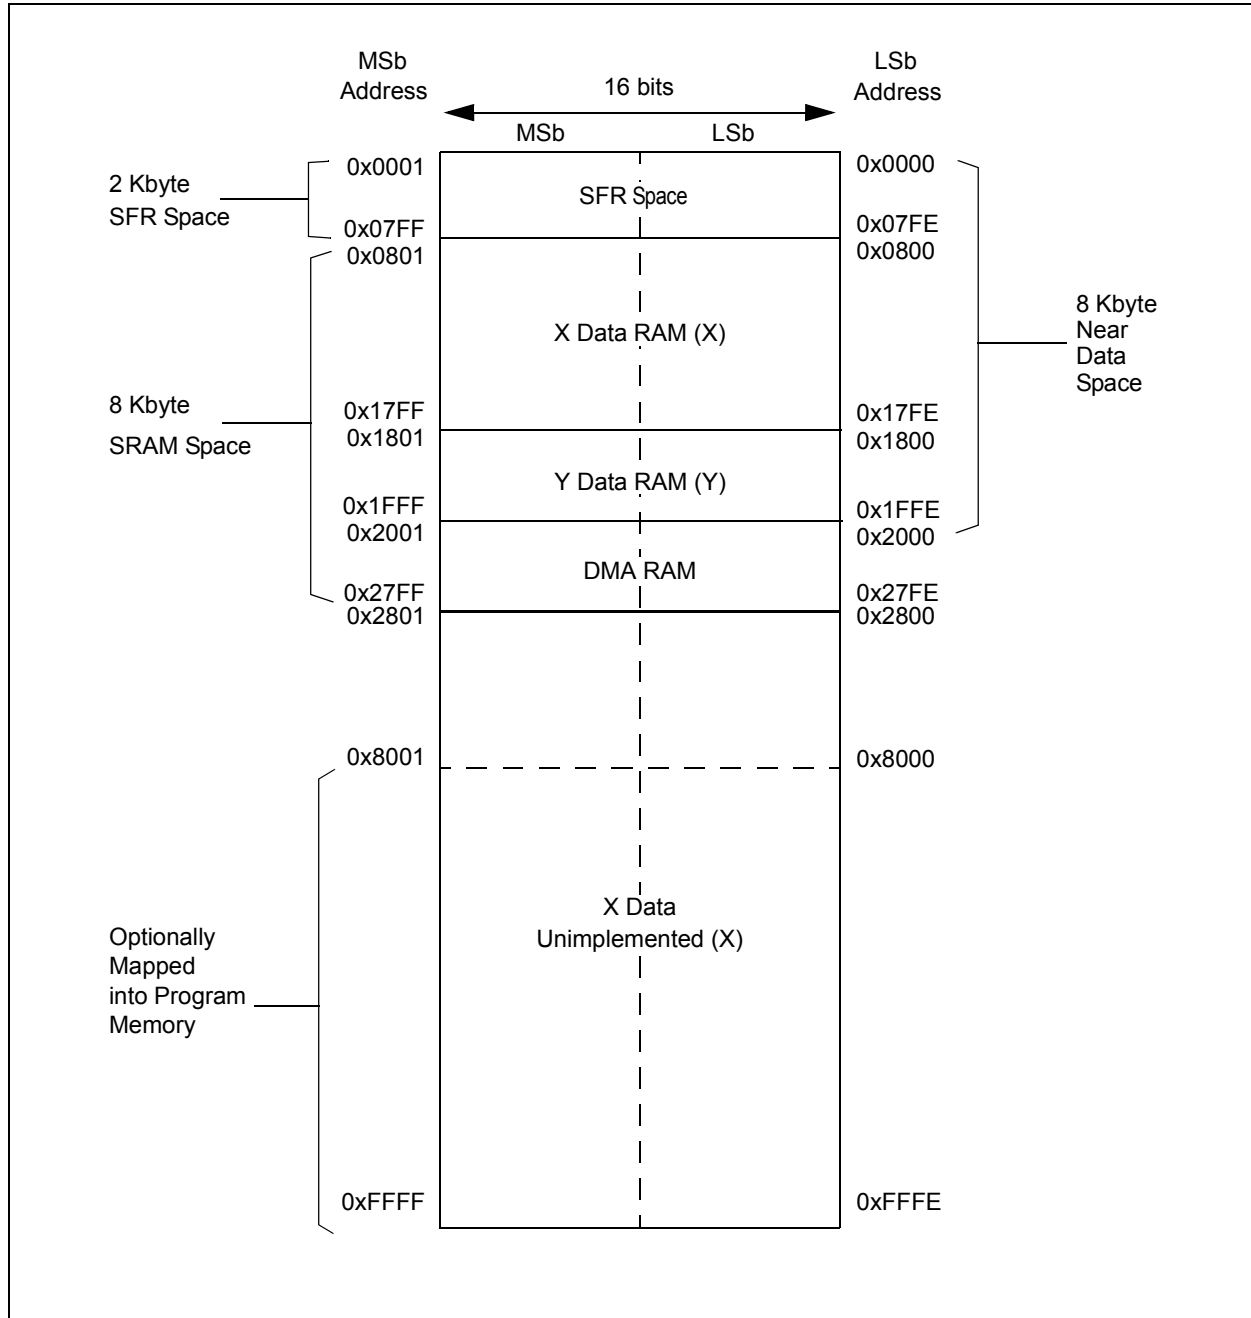 MSb
Address
16 bits
LSb
Address
MSb
LSb
0x0001
0x0000
2 Kbyte
SFR Space
SFR Space
0x07FF
0x07FE
0x0801
0x0800
X Data RAM (X)
8 Kbyte
Near
Data
Space
8 Kbyte
SRAM Space
0x17FF
0x17FE
0x1801
0x1800
Y Data RAM (Y)
0x1FFF
0x1FFE
0x2001
0x2000
DMA RAM
0x27FF
0x27FE
0x2801
0x2800
0x8001
0x8000
X Data
Unimplemented (X)
Optionally
Mapped
into Program
Memory
0xFFFF
0xFFFE